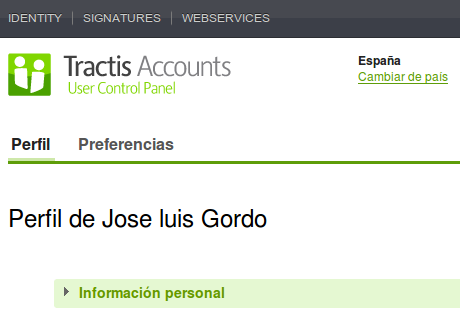 IDENTITY | SIGNATURES | WEBSERVICES
Tractis Accounts
User Control Panel
España
Cambiar de país
Perfil Preferencias
Perfil de Jose luis Gordo
Información personal